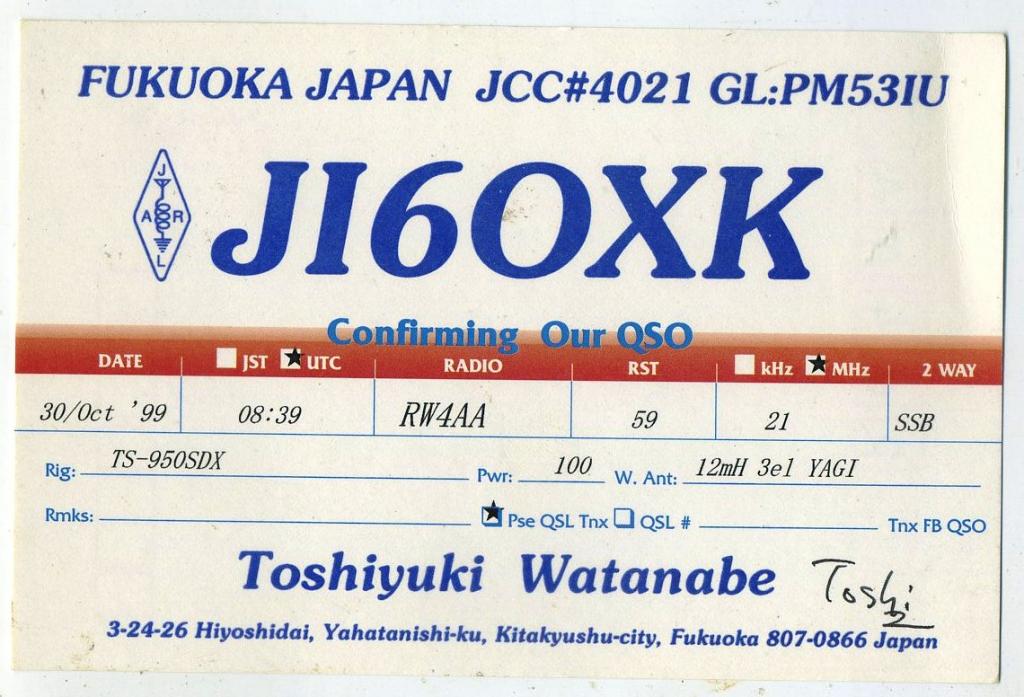 FUKUOKA JAPAN JCC#4021 GL:PM53IU
J
A R
L
JI6OXK
Confirming Our QSO
DATE JST ★UTC RADIO RST kHz ★MHz 2 WAY
30/Oct '99 08:39 RW4AA 59 21 SSB
Rig: TS-950SDX Pwr: 100 W. Ant: 12mH 3el YAGI
Rmks: ★ Pse QSL Tnx QSL # Tnx FB QSO
Toshiyuki Watanabe Toshi
3-24-26 Hiyoshidai, Yahatanishi-ku, Kitakyushu-city, Fukuoka 807-0866 Japan